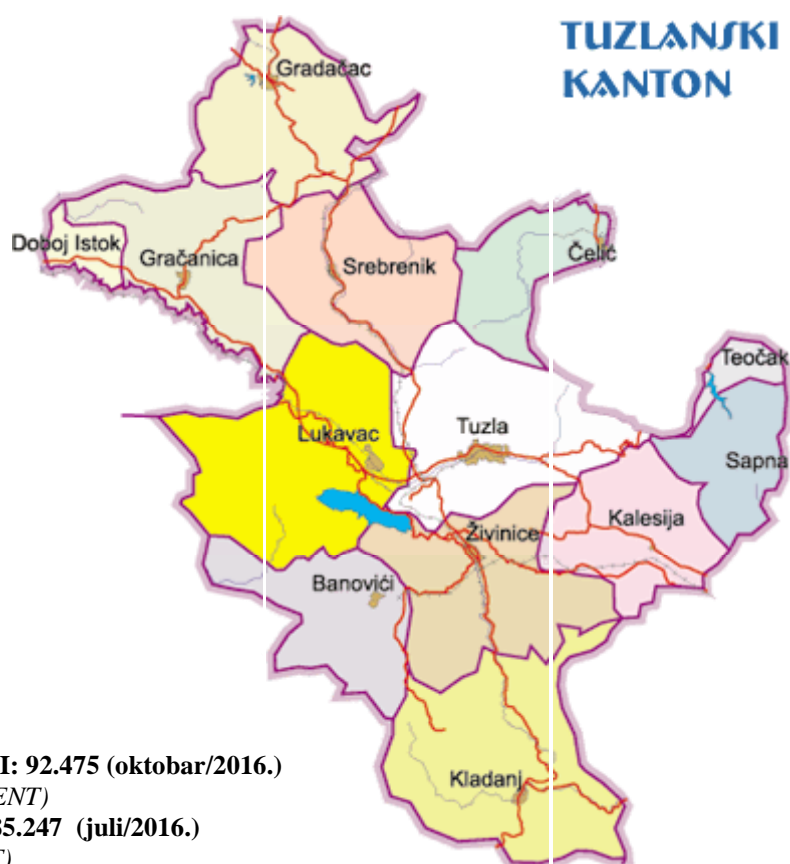 TUZLANSKI
KANTON
Gradačac
Doboj Istok
Gračanica
Srebrenik
Čelić
Teočak
Lukavac
Tuzla
Sapna
Kalesija
Živinice
Banovići
I: 92.475 (oktobar/2016.)
ENT)
35.247 (juli/2016.)
T)
Kladanj